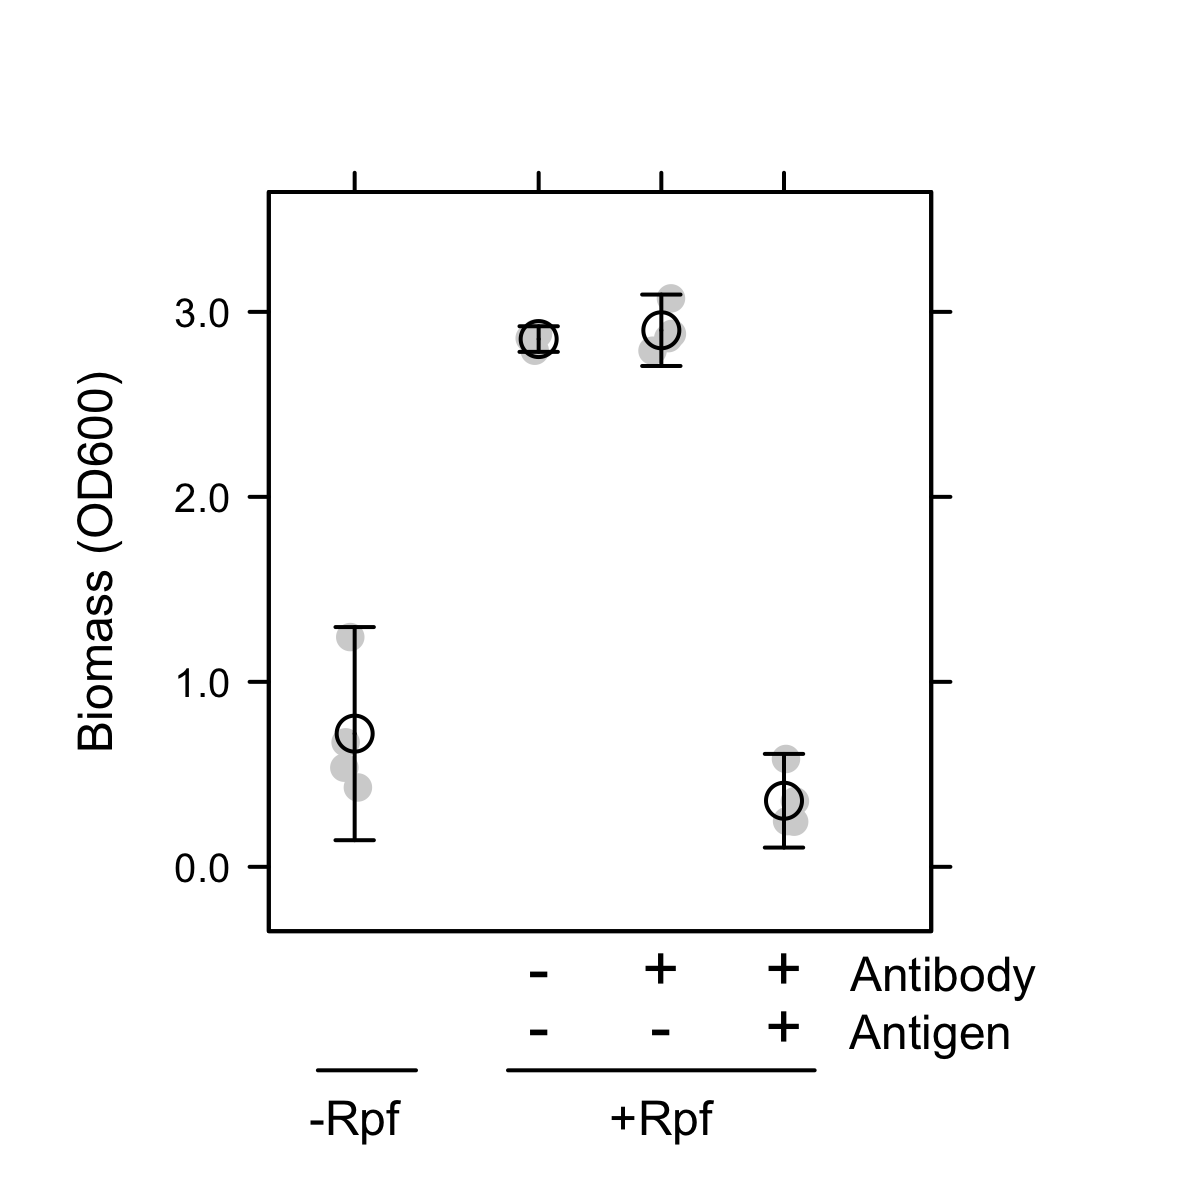 3.0
2.0
1.0
0.0
Biomass (OD600)
- + + Antibody
- - + Antigen
-Rpf +Rpf